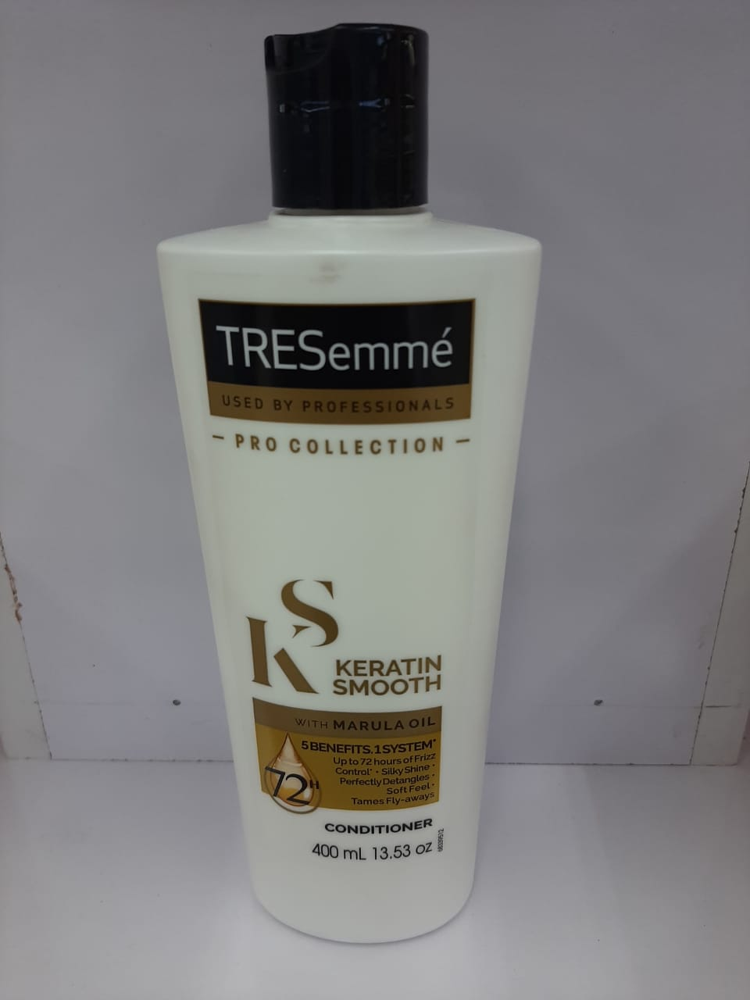 TRESemmé
USED BY PROFESSIONALS
– PRO COLLECTION –
KS
KERATIN
SMOOTH
WITH MARULA OIL
5 BENEFITS. 1 SYSTEM*
Up to 72 hours of Frizz
Control* • Silky Shine •
Perfectly Detangles •
Soft Feel •
Tames Fly-aways
72H
CONDITIONER
400 mL 13.53 oz